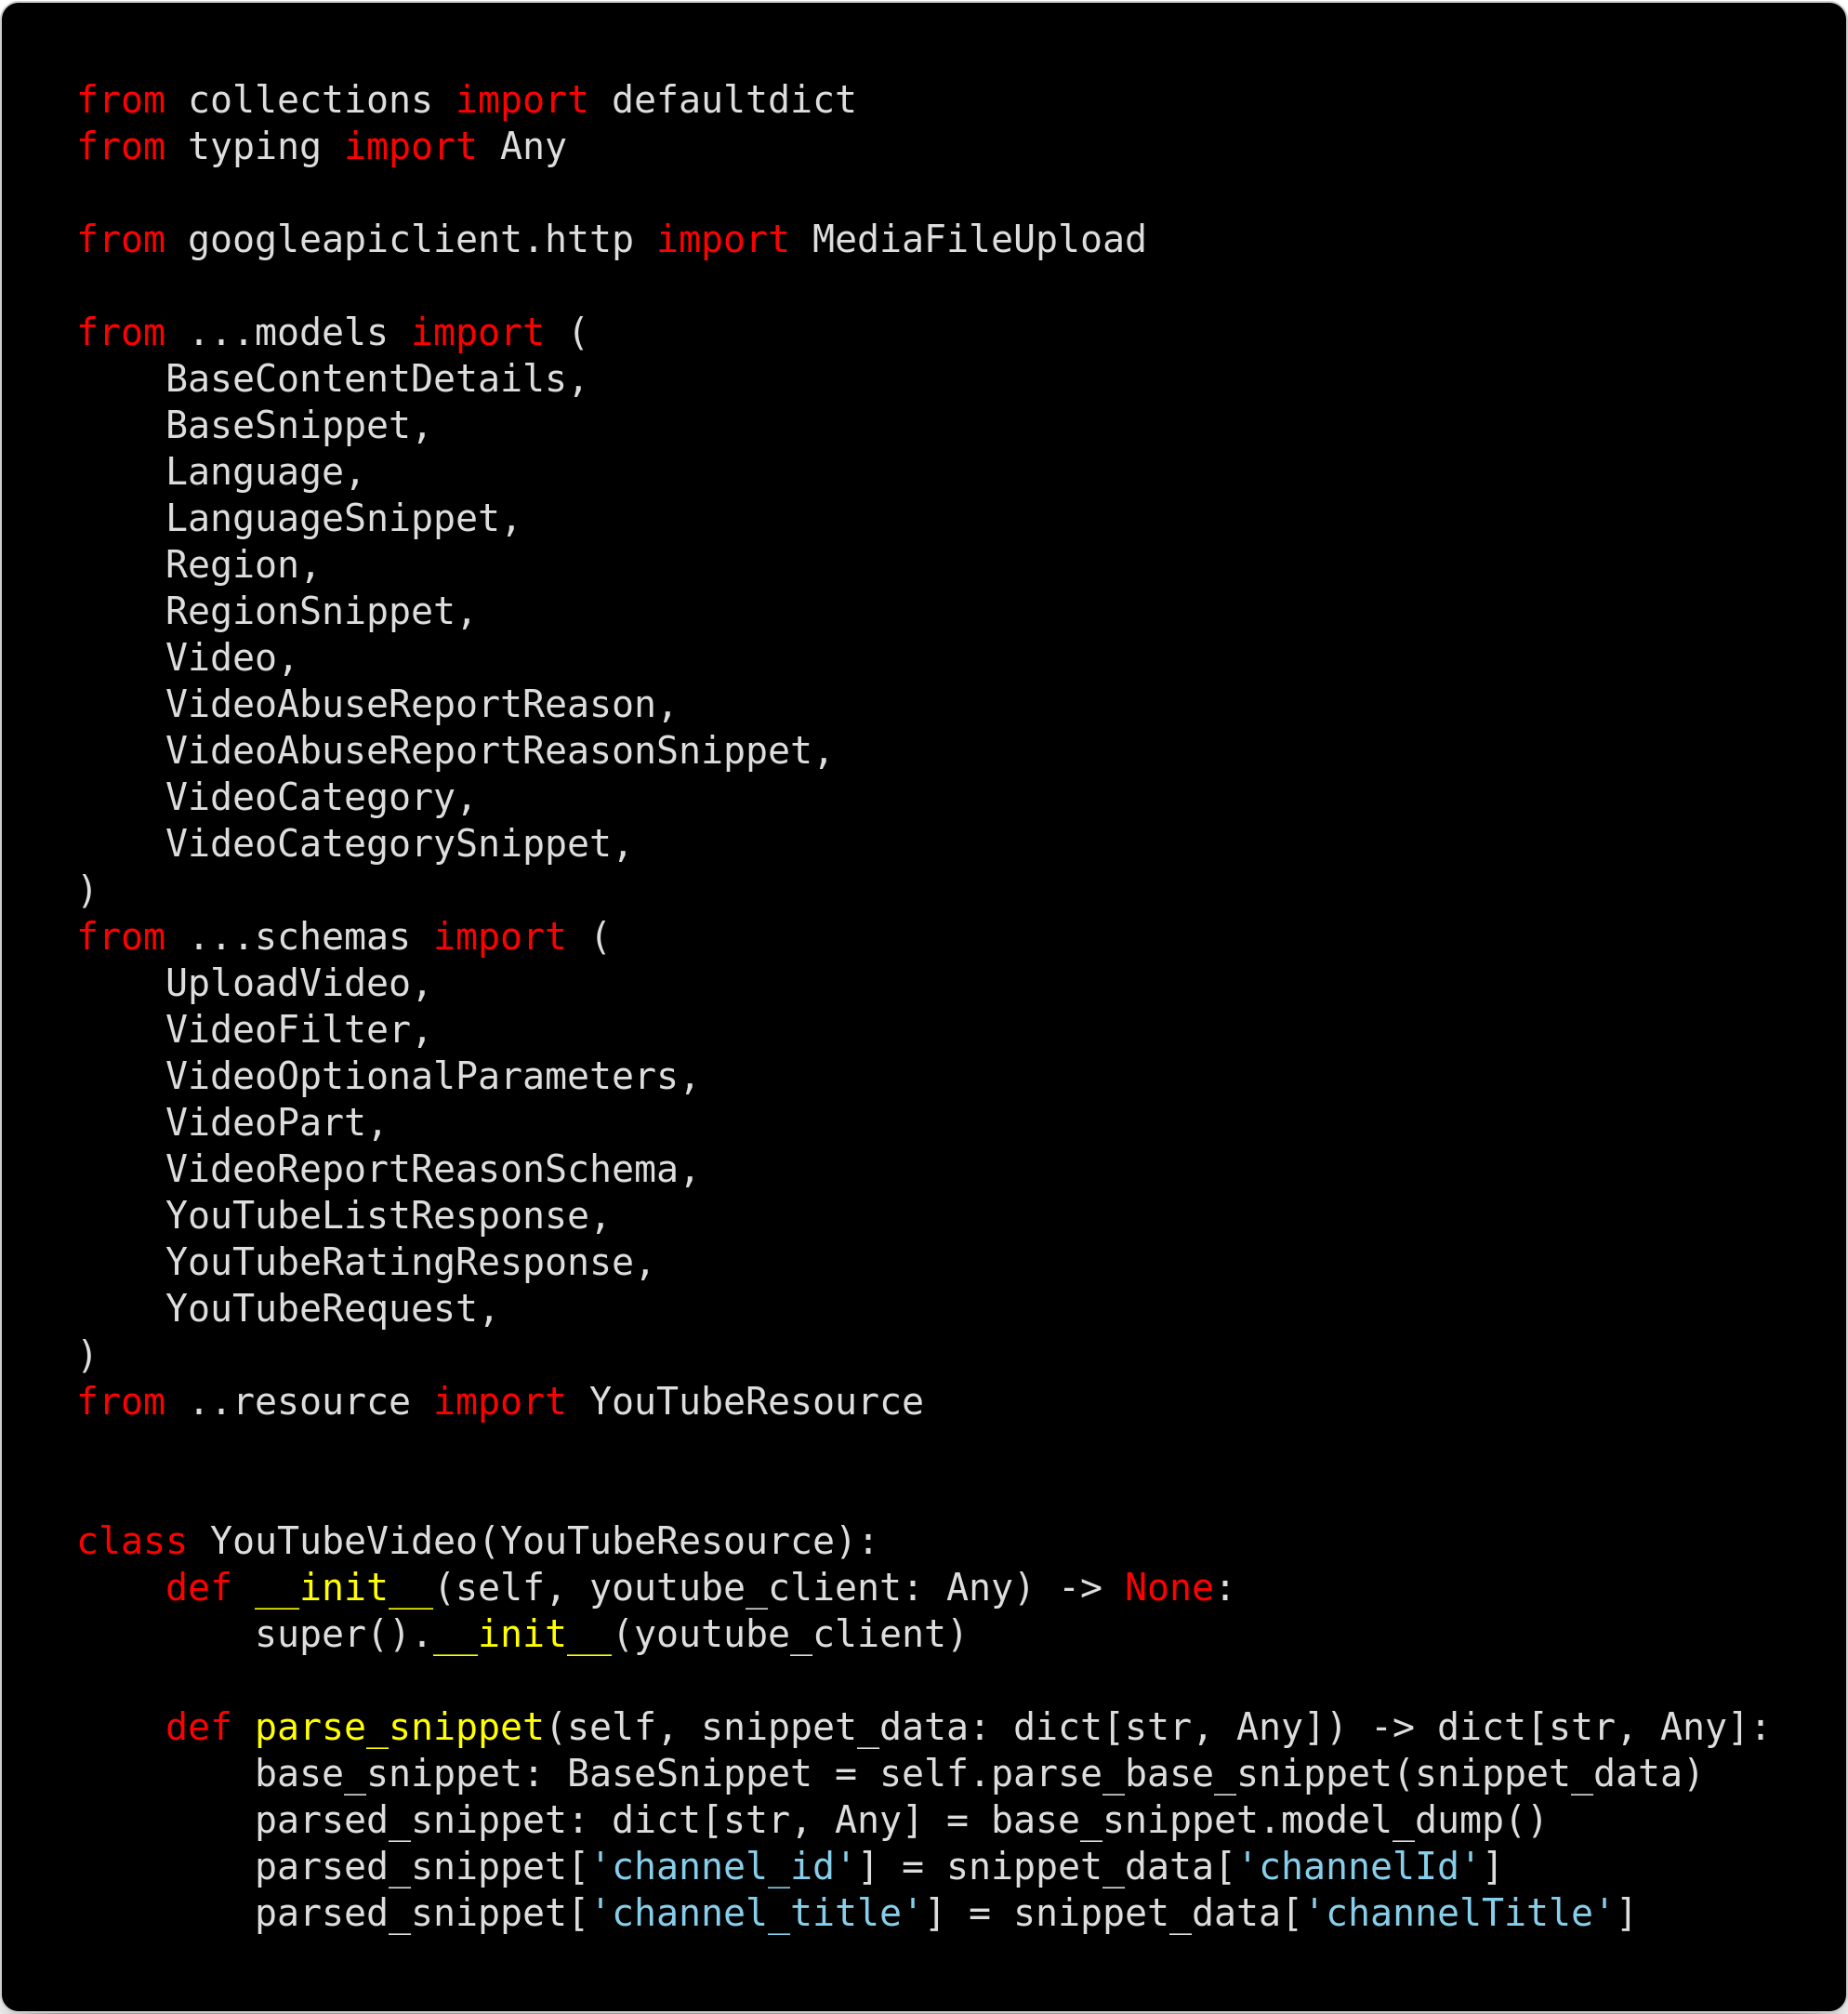 from collections import defaultdict
from typing import Any

from googleapiclient.http import MediaFileUpload

from ...models import (
    BaseContentDetails,
    BaseSnippet,
    Language,
    LanguageSnippet,
    Region,
    RegionSnippet,
    Video,
    VideoAbuseReportReason,
    VideoAbuseReportReasonSnippet,
    VideoCategory,
    VideoCategorySnippet,
)
from ...schemas import (
    UploadVideo,
    VideoFilter,
    VideoOptionalParameters,
    VideoPart,
    VideoReportReasonSchema,
    YouTubeListResponse,
    YouTubeRatingResponse,
    YouTubeRequest,
)
from ..resource import YouTubeResource


class YouTubeVideo(YouTubeResource):
    def __init__(self, youtube_client: Any) -> None:
        super().__init__(youtube_client)

    def parse_snippet(self, snippet_data: dict[str, Any]) -> dict[str, Any]:
        base_snippet: BaseSnippet = self.parse_base_snippet(snippet_data)
        parsed_snippet: dict[str, Any] = base_snippet.model_dump()
        parsed_snippet['channel_id'] = snippet_data['channelId']
        parsed_snippet['channel_title'] = snippet_data['channelTitle']